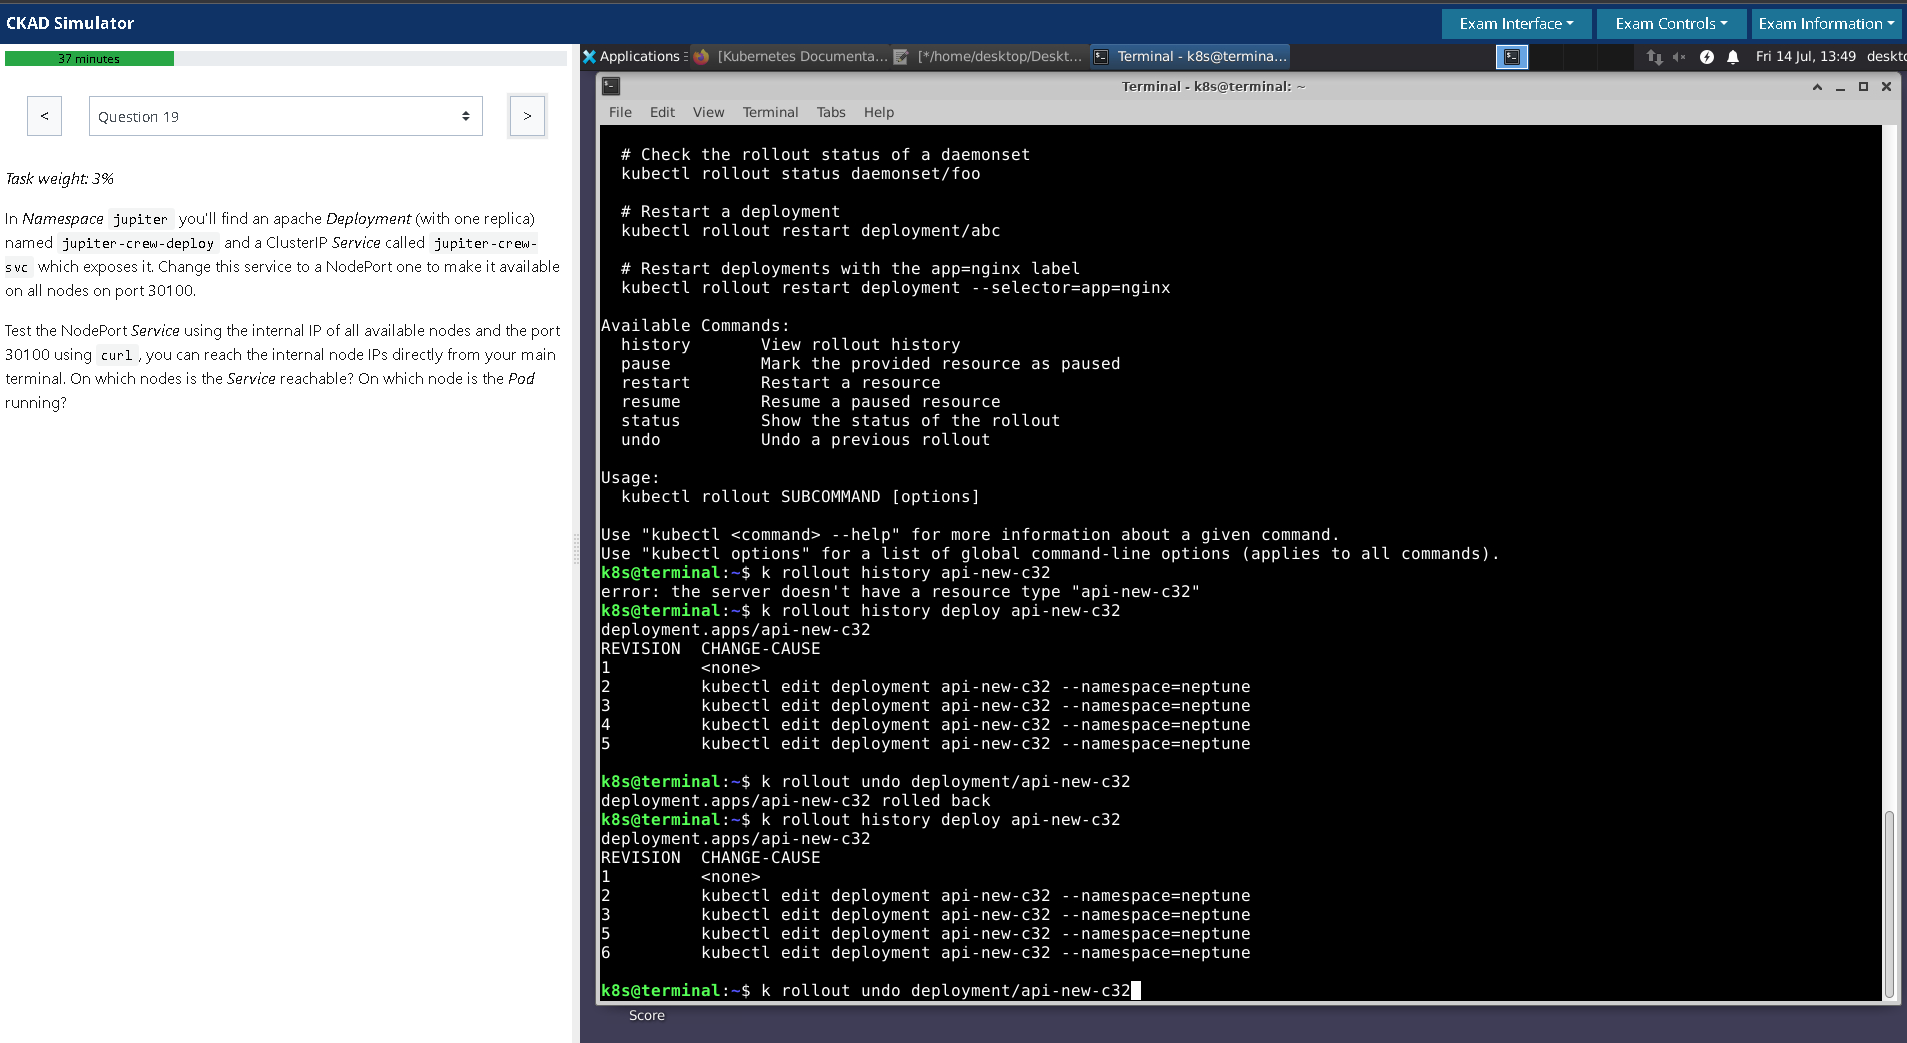 CKAD Simulator
Exam Interface
Exam Controls
Exam Information
37 minutes
Applications
[Kubernetes Documenta...
[*/home/desktop/Deskt...
Terminal - k8s@termina...
Fri 14 Jul, 13:49
deskto
<
Question 19
>
Task weight: 3%
In Namespace jupiter you'll find an apache Deployment (with one replica)
named jupiter-crew-deploy and a ClusterIP Service called jupiter-crew-
svc which exposes it. Change this service to a NodePort one to make it available
on all nodes on port 30100.
Test the NodePort Service using the internal IP of all available nodes and the port
30100 using curl, you can reach the internal node IPs directly from your main
terminal. On which nodes is the Service reachable? On which node is the Pod
running?
Terminal - k8s@terminal: ~
File Edit View Terminal Tabs Help
# Check the rollout status of a daemonset
kubectl rollout status daemonset/foo
# Restart a deployment
kubectl rollout restart deployment/abc
# Restart deployments with the app=nginx label
kubectl rollout restart deployment --selector=app=nginx
Available Commands:
history View rollout history
pause Mark the provided resource as paused
restart Restart a resource
resume Resume a paused resource
status Show the status of the rollout
undo Undo a previous rollout
Usage:
kubectl rollout SUBCOMMAND [options]
Use "kubectl <command> --help" for more information about a given command.
Use "kubectl options" for a list of global command-line options (applies to all commands).
k8s@terminal:~$ k rollout history api-new-c32
error: the server doesn't have a resource type "api-new-c32"
k8s@terminal:~$ k rollout history deploy api-new-c32
deployment.apps/api-new-c32
REVISION CHANGE-CAUSE
1 <none>
2 kubectl edit deployment api-new-c32 --namespace=neptune
3 kubectl edit deployment api-new-c32 --namespace=neptune
4 kubectl edit deployment api-new-c32 --namespace=neptune
5 kubectl edit deployment api-new-c32 --namespace=neptune
k8s@terminal:~$ k rollout undo deployment/api-new-c32
deployment.apps/api-new-c32 rolled back
k8s@terminal:~$ k rollout history deploy api-new-c32
deployment.apps/api-new-c32
REVISION CHANGE-CAUSE
1 <none>
2 kubectl edit deployment api-new-c32 --namespace=neptune
3 kubectl edit deployment api-new-c32 --namespace=neptune
5 kubectl edit deployment api-new-c32 --namespace=neptune
6 kubectl edit deployment api-new-c32 --namespace=neptune
k8s@terminal:~$ k rollout undo deployment/api-new-c32
Score